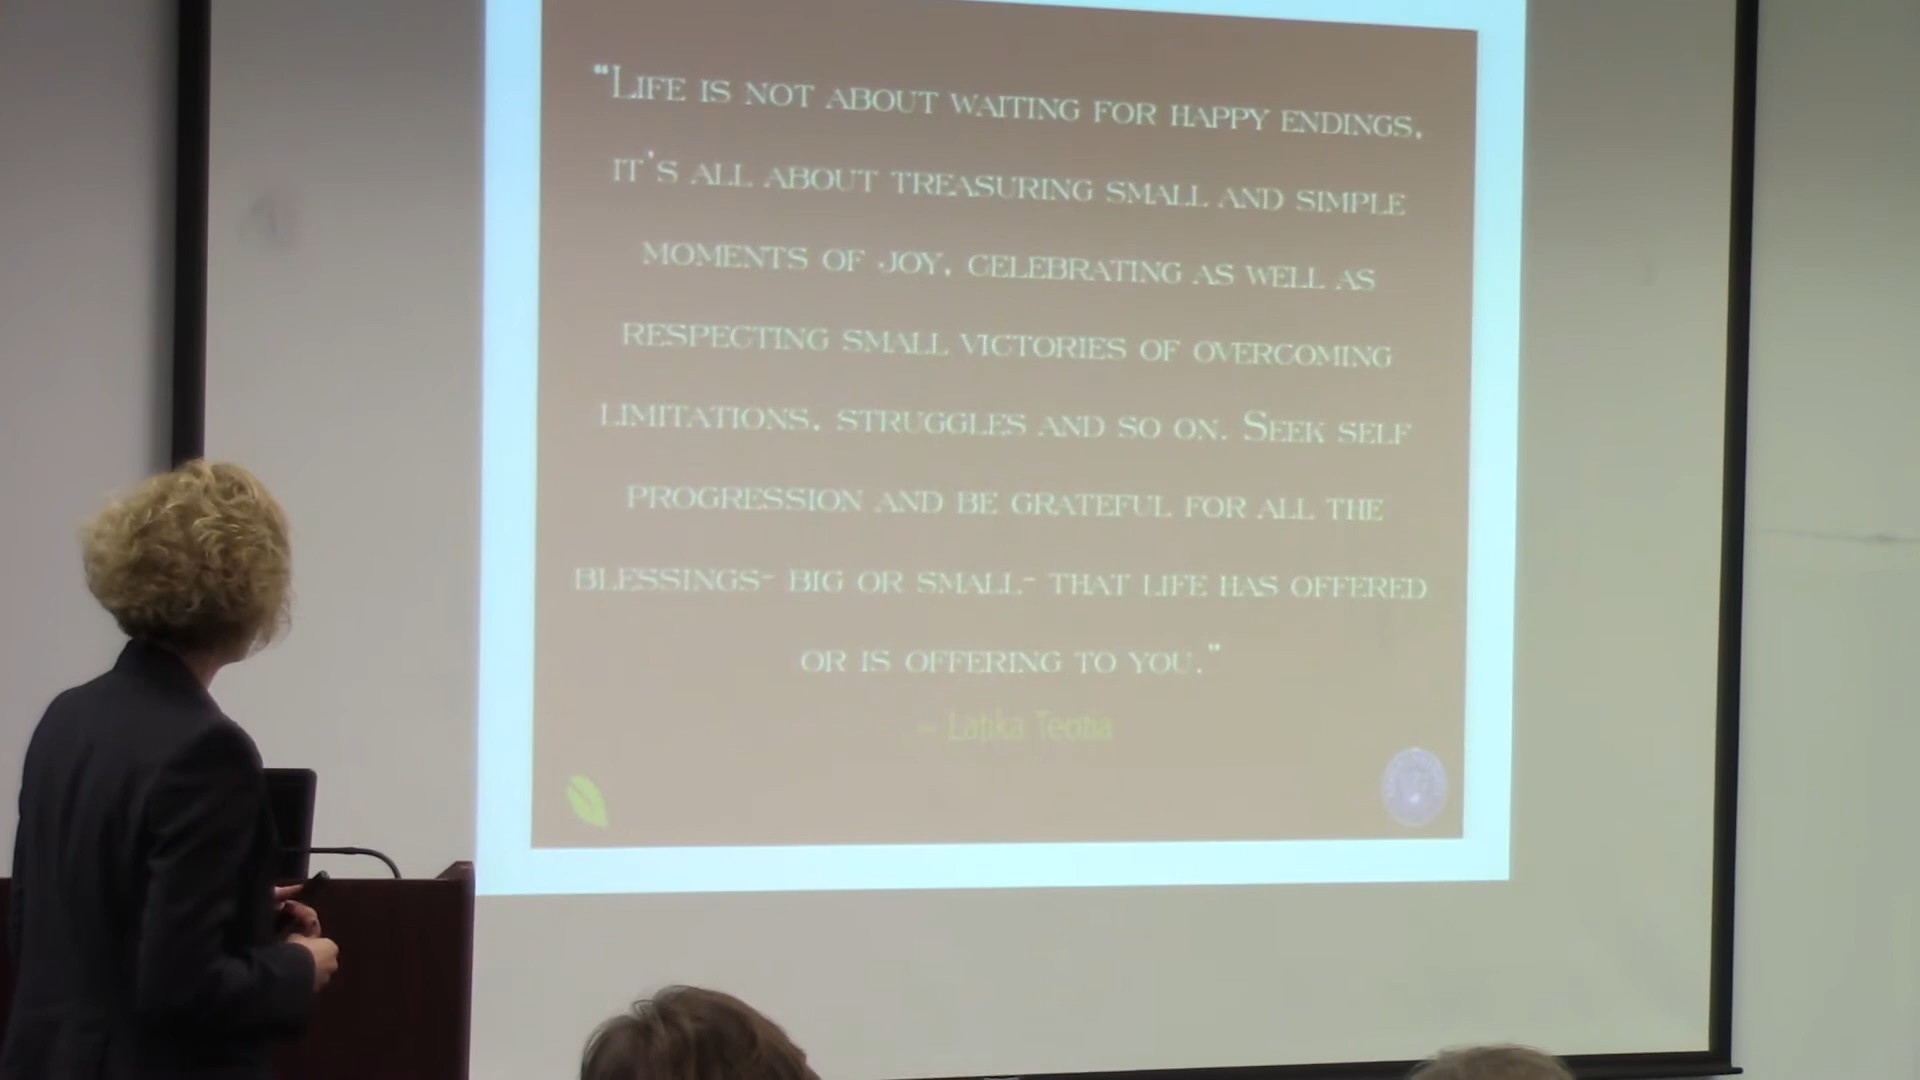 “LIFE IS NOT ABOUT WAITING FOR HAPPY ENDINGS,
IT'S ALL ABOUT TREASURING SMALL AND SIMPLE
MOMENTS OF JOY, CELEBRATING AS WELL AS
RESPECTING SMALL VICTORIES OF OVERCOMING
LIMITATIONS, STRUGGLES AND SO ON. SEEK SELF
PROGRESSION AND BE GRATEFUL FOR ALL THE
BLESSINGS- BIG OR SMALL- THAT LIFE HAS OFFERED
OR IS OFFERING TO YOU.”
~ Latika Teotia